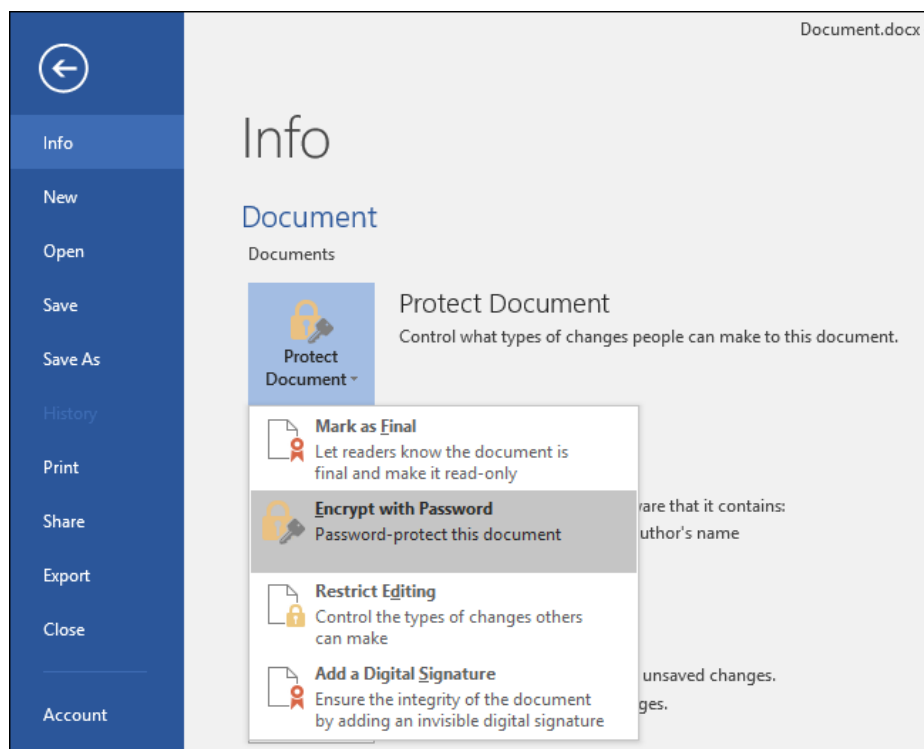 Document.docx
Info
New
Open
Save
Save As
History
Print
Share
Export
Close
Account
Info
Document
Documents
Protect
Document
Protect Document
Control what types of changes people can make to this document.
Mark as Final
Let readers know the document is
final and make it read-only
Encrypt with Password
Password-protect this document
Restrict Editing
Control the types of changes others
can make
Add a Digital Signature
Ensure the integrity of the document
by adding an invisible digital signature
that it contains:
name
unsaved changes.